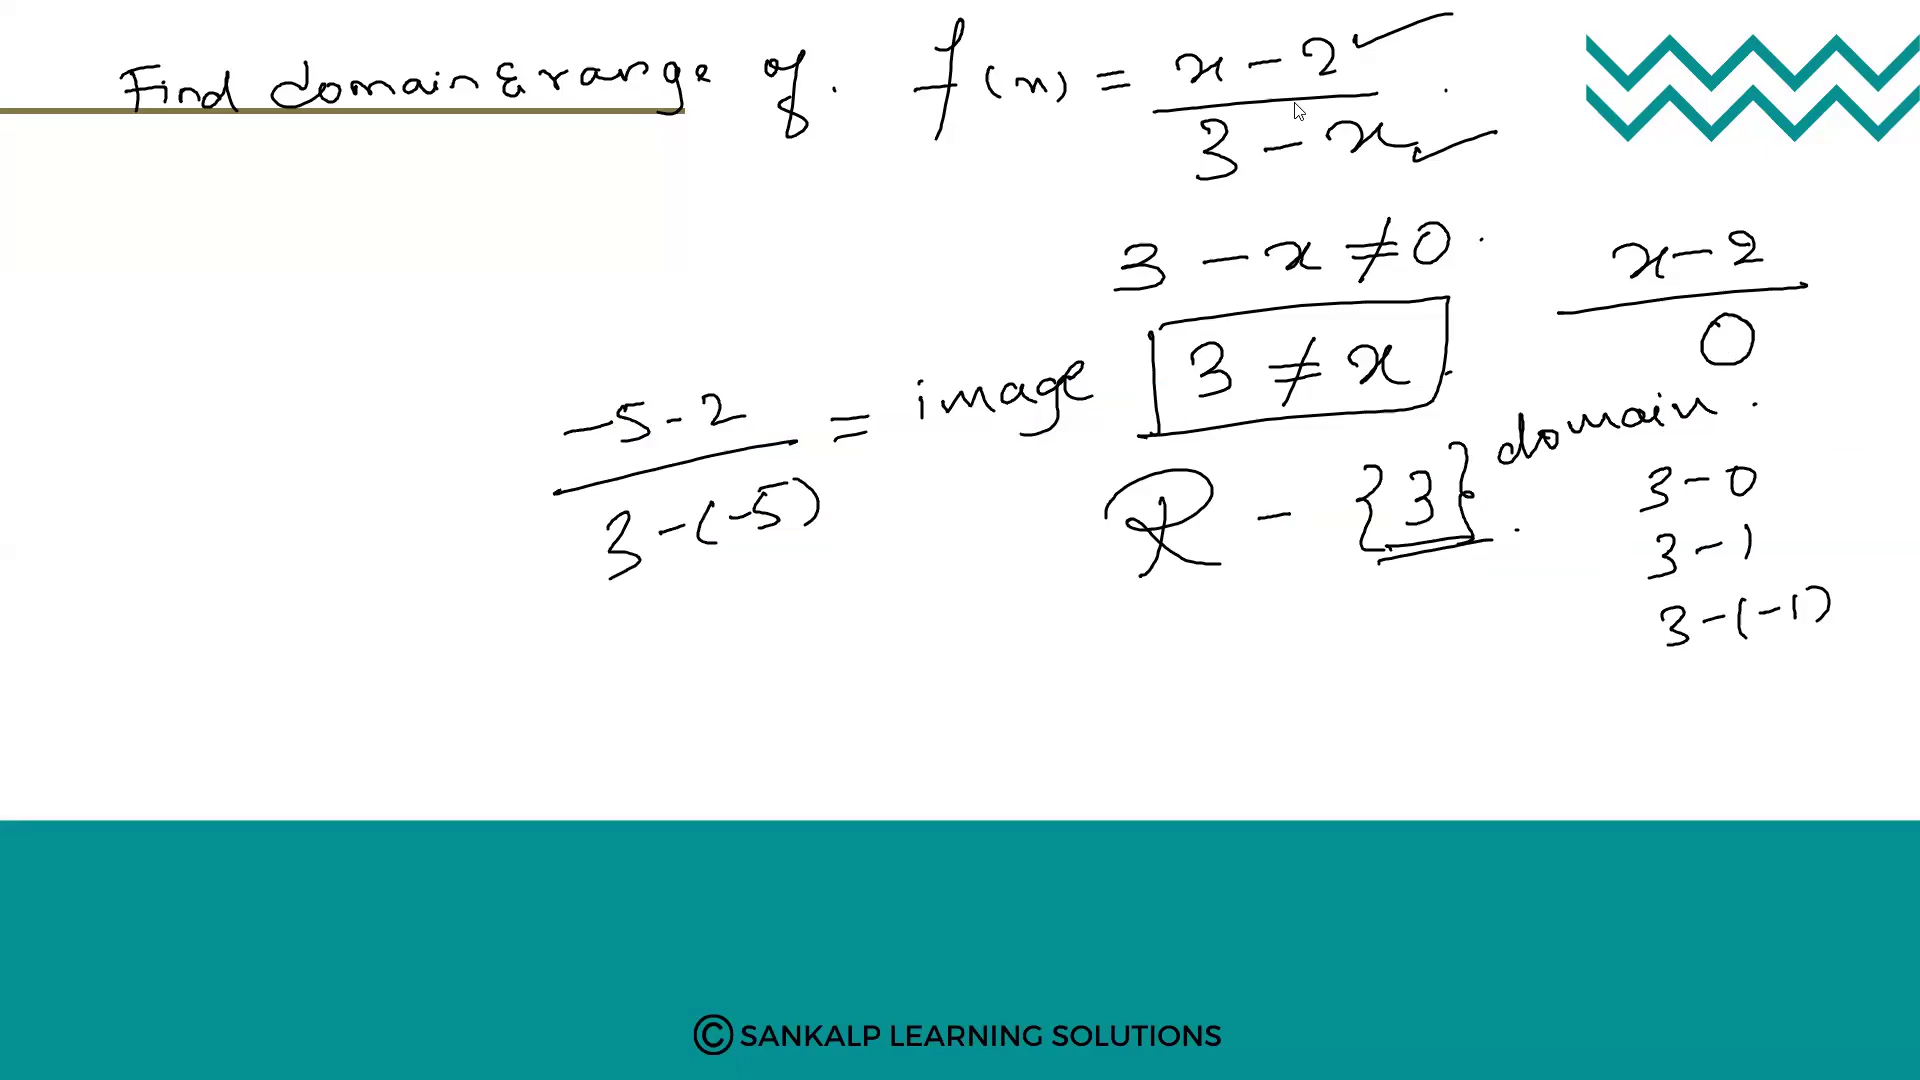 Find domain & range of. f(x) = x - 2 / 3 - x .
3 - x ≠ 0 .
x - 2 / 0
3 ≠ x
-5 - 2 / 3 - (-5) = image
R - {3} domain .
3 - 0
3 - 1
3 - (-1)
© SANKALP LEARNING SOLUTIONS